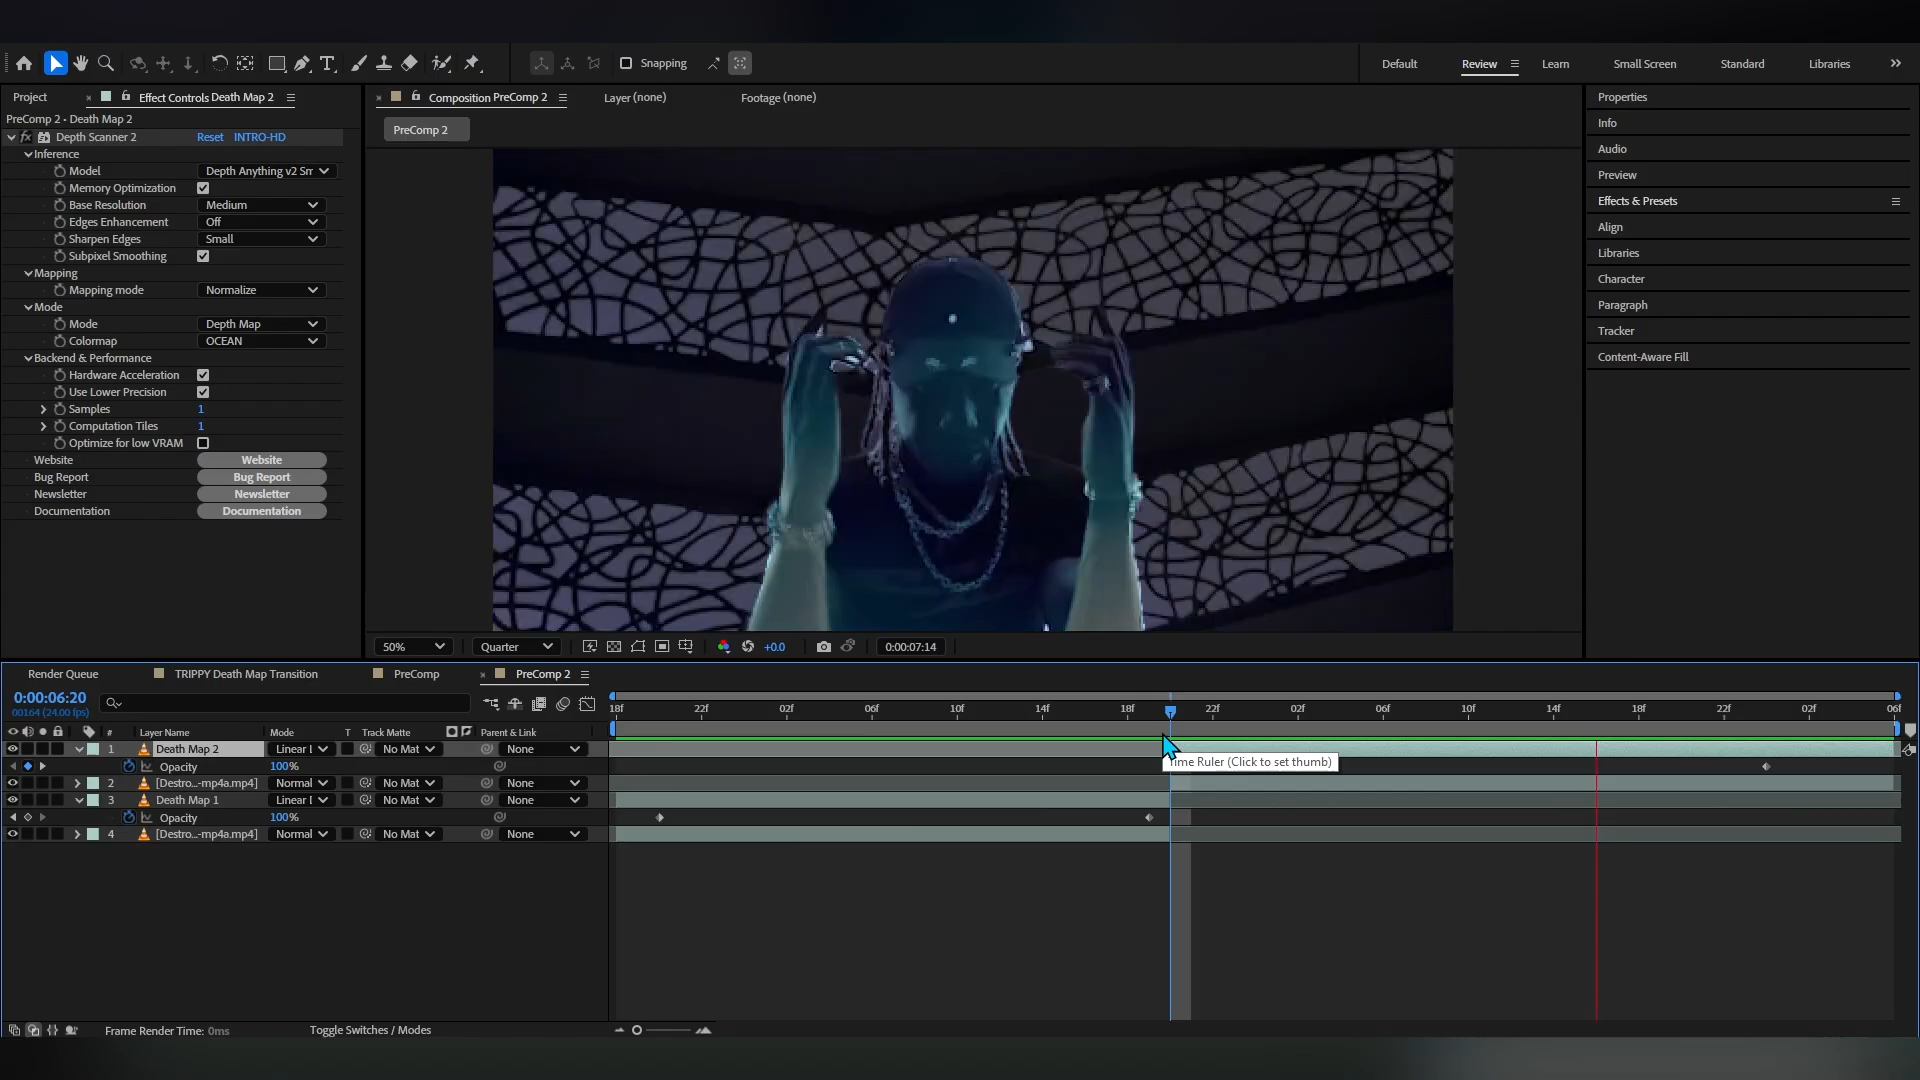 Snapping
Default
Review
Learn
Small Screen
Standard
Libraries
Project
Effect Controls Death Map 2
Composition PreComp 2
Layer (none)
Footage (none)
Properties
PreComp 2 • Death Map 2
PreComp 2
Info
fx Depth Scanner 2 Reset INTRO-HD
Inference
Audio
Model Depth Anything v2 Sm
Preview
Memory Optimization
Base Resolution Medium
Effects & Presets
Edges Enhancement Off
Align
Sharpen Edges Small
Libraries
Subpixel Smoothing
Mapping
Character
Mapping mode Normalize
Paragraph
Mode
Mode Depth Map
Tracker
Colormap OCEAN
Content-Aware Fill
Backend & Performance
Hardware Acceleration
Use Lower Precision
Samples 1
Computation Tiles 1
Optimize for low VRAM
Website Website
Bug Report Bug Report
Newsletter Newsletter
Documentation Documentation
50% Quarter +0.0 0:00:07:14
Render Queue TRIPPY Death Map Transition PreComp PreComp 2
0:00:06:20
00164 (24.00 fps)
18f 22f 02f 06f 10f 14f 18f 22f 02f 06f 10f 14f 18f 22f 02f 06f
# Layer Name Mode T Track Matte Parent & Link
1 Death Map 2 Linear No Mat None
Opacity 100%
Time Ruler (Click to set thumb)
2 [Destro...-mp4a.mp4] Normal No Mat None
3 Death Map 1 Linear No Mat None
Opacity 100%
4 [Destro...-mp4a.mp4] Normal No Mat None
Frame Render Time: 0ms Toggle Switches / Modes